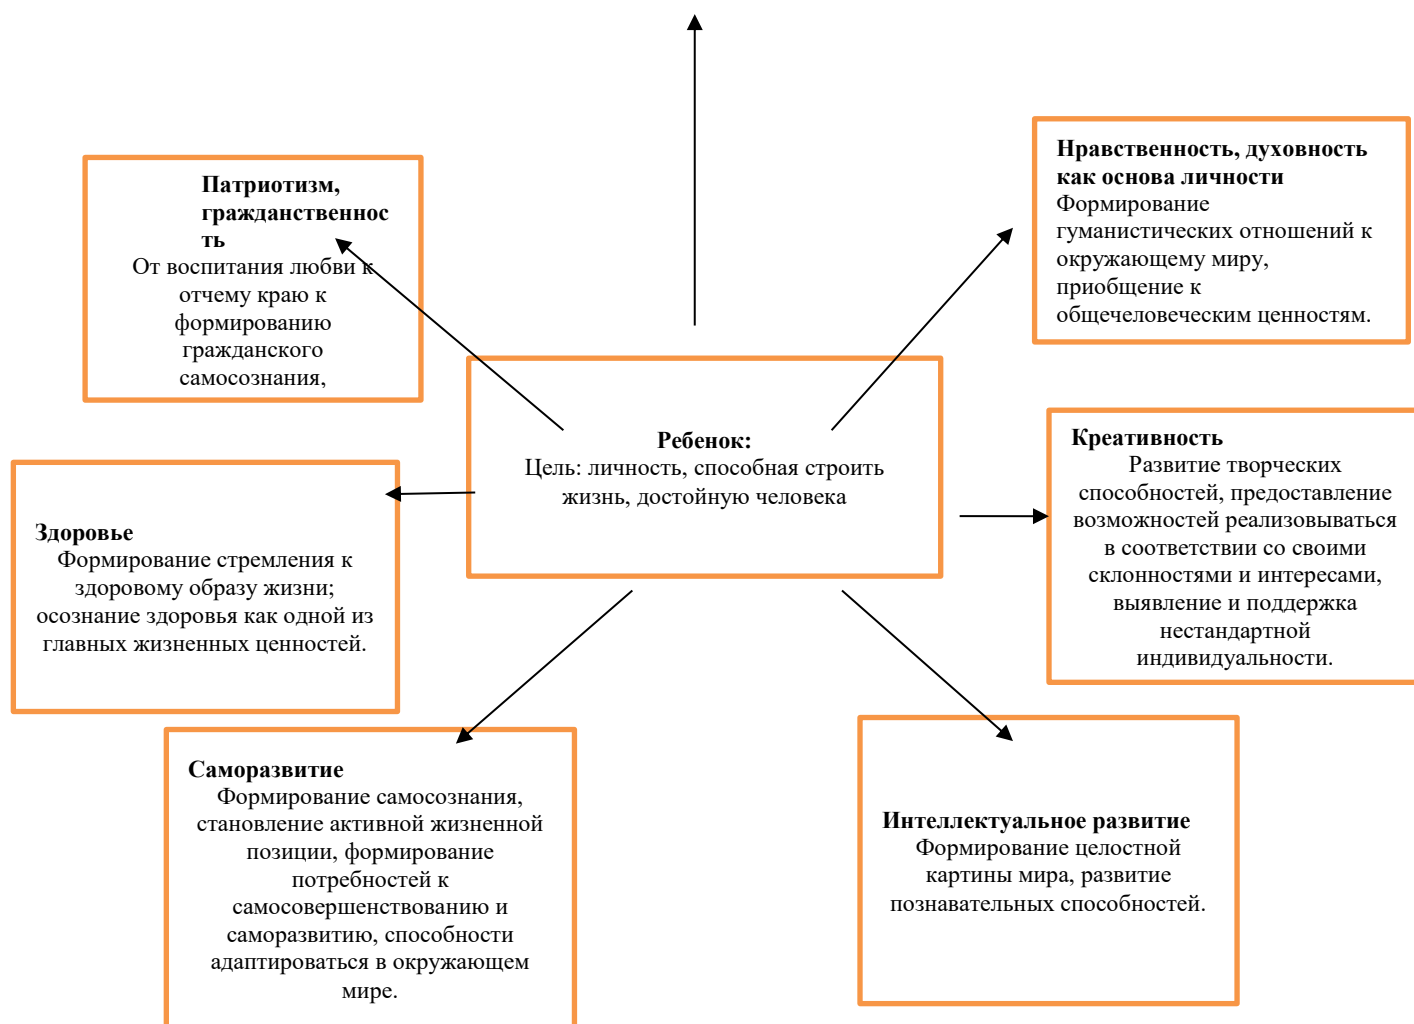 Патриотизм,
гражданственнос
ть
От воспитания любви к
отчему краю к
формированию
гражданского
самосознания,
Нравственность, духовность
как основа личности
Формирование
гуманистических отношений к
окружающему миру,
приобщение к
общечеловеческим ценностям.
Ребенок:
Цель: личность, способная строить
жизнь, достойную человека
Креативность
Развитие творческих
способностей, предоставление
возможностей реализовываться
в соответствии со своими
склонностями и интересами,
выявление и поддержка
нестандартной
индивидуальности.
Здоровье
Формирование стремления к
здоровому образу жизни;
осознание здоровья как одной из
главных жизненных ценностей.
Саморазвитие
Формирование самосознания,
становление активной жизненной
позиции, формирование
потребностей к
самосовершенствованию и
саморазвитию, способности
адаптироваться в окружающем
мире.
Интеллектуальное развитие
Формирование целостной
картины мира, развитие
познавательных способностей.